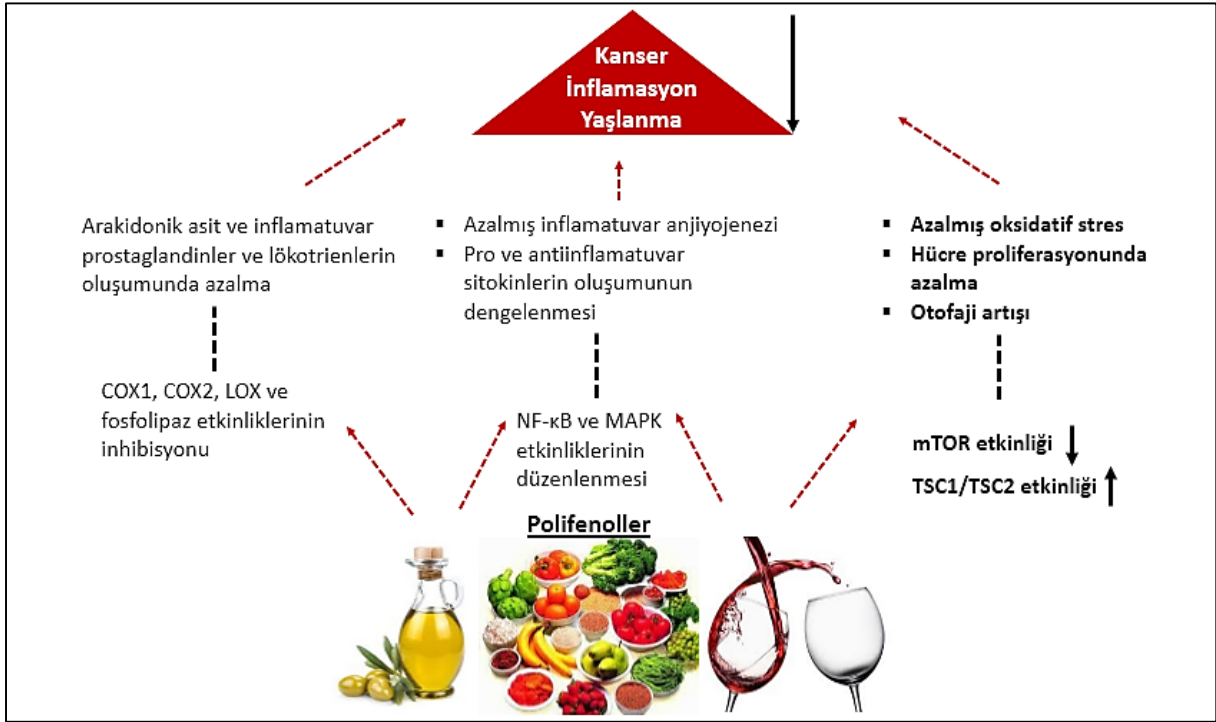 Kanser
İnflamasyon
Yaşlanma
Arakidonik asit ve inflamatuvar
prostaglandinler ve lökotrienlerin
oluşumunda azalma
▪ Azalmış inflamatuvar anjiyojenezi
▪ Pro ve antiinflamatuvar
sitokinlerin oluşumunun
dengelenmesi
▪ Azalmış oksidatif stres
▪ Hücre proliferasyonunda
azalma
▪ Otofaji artışı
COX1, COX2, LOX ve
fosfolipaz etkinliklerinin
inhibisyonu
NF-κB ve MAPK
etkinliklerinin
düzenlenmesi
mTOR etkinliği
TSC1/TSC2 etkinliği
Polifenoller